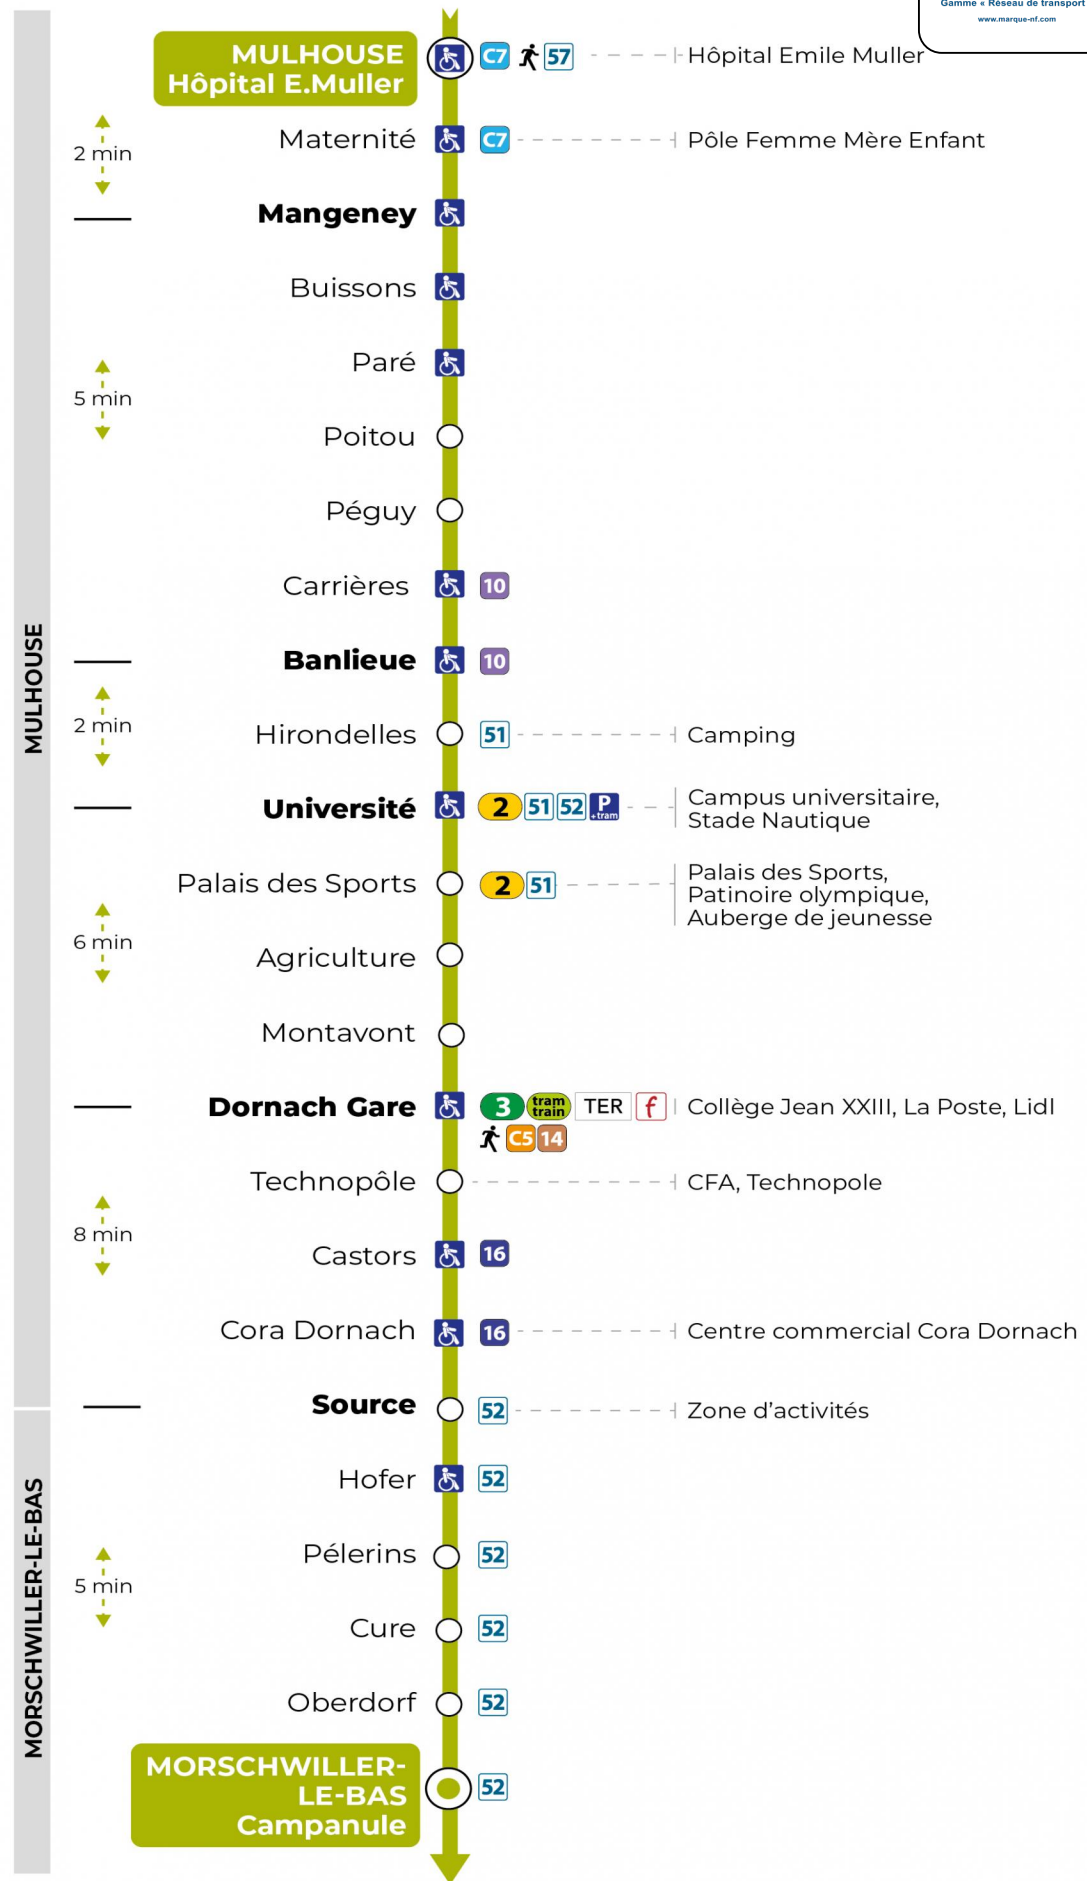 Gamme « Réseau de transport
www.marque-nf.com
MULHOUSE
Hôpital E.Muller
C7 57
Hôpital Emile Muller
Maternité
C7
Pôle Femme Mère Enfant
2 min
Mangeney
Buissons
Paré
5 min
Poitou
Péguy
Carrières
10
MULHOUSE
Banlieue
10
2 min
Hirondelles
51
Camping
Université
2 51 52 P +tram
Campus universitaire,
Stade Nautique
Palais des Sports
2 51
Palais des Sports,
Patinoire olympique,
Auberge de jeunesse
6 min
Agriculture
Montavont
Dornach Gare
3 tram train TER f
C5 14
Collège Jean XXIII, La Poste, Lidl
Technopôle
CFA, Technopole
8 min
Castors
16
Cora Dornach
16
Centre commercial Cora Dornach
Source
52
Zone d’activités
MORSCHWILLER-LE-BAS
Hofer
52
Pélerins
52
5 min
Cure
52
Oberdorf
52
MORSCHWILLER-
LE-BAS
Campanule
52